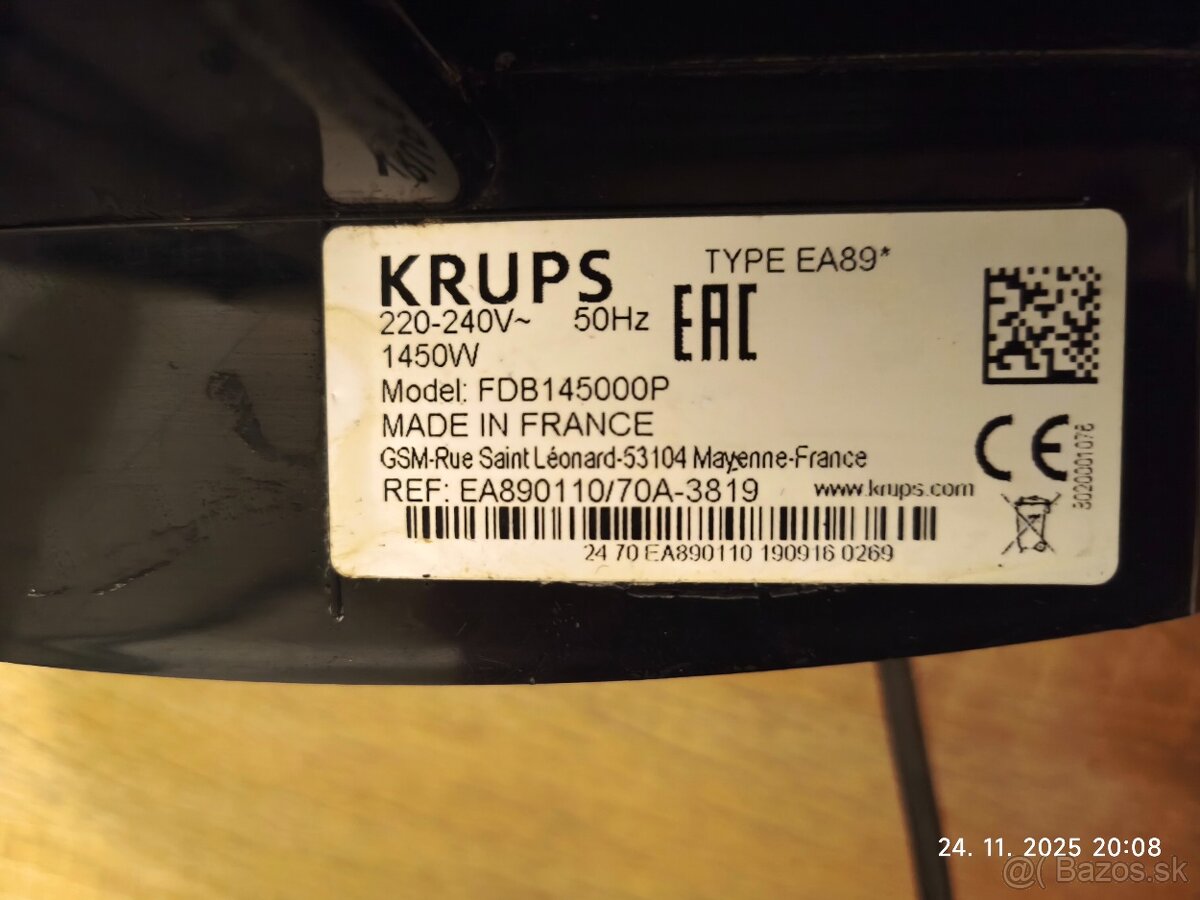 KRUPS
TYPE EA89*
220-240V~ 50Hz
EAC
1450W
Model: FDB145000P
MADE IN FRANCE
GSM-Rue Saint Léonard-53104 Mayenne-France
CE
REF: EA890110/70A-3819
www.krups.com
24 70 EA890110 190916 0269
24. 11. 2025 20:08
@( Bazos.sk